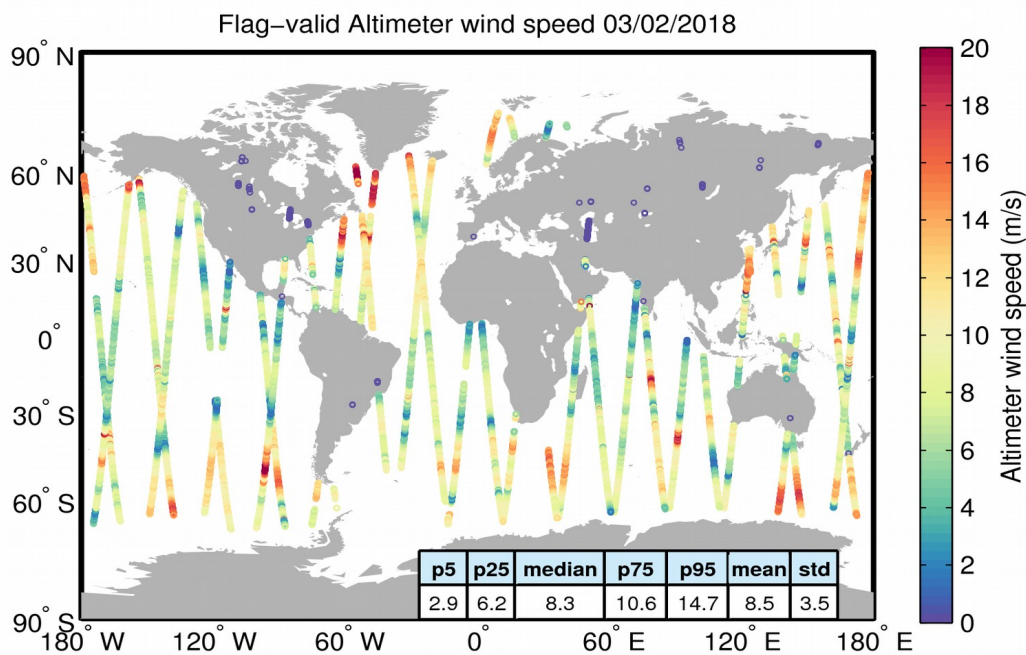 Flag−valid Altimeter wind speed 03/02/2018
90° N
60° N
30° N
0°
30° S
60° S
90° S
180° W
120° W
60° W
0°
60° E
120° E
180° E
p5 p25 median p75 p95 mean std
2.9 6.2 8.3 10.6 14.7 8.5 3.5
20
18
16
14
12
10
8
6
4
2
0
Altimeter wind speed (m/s)